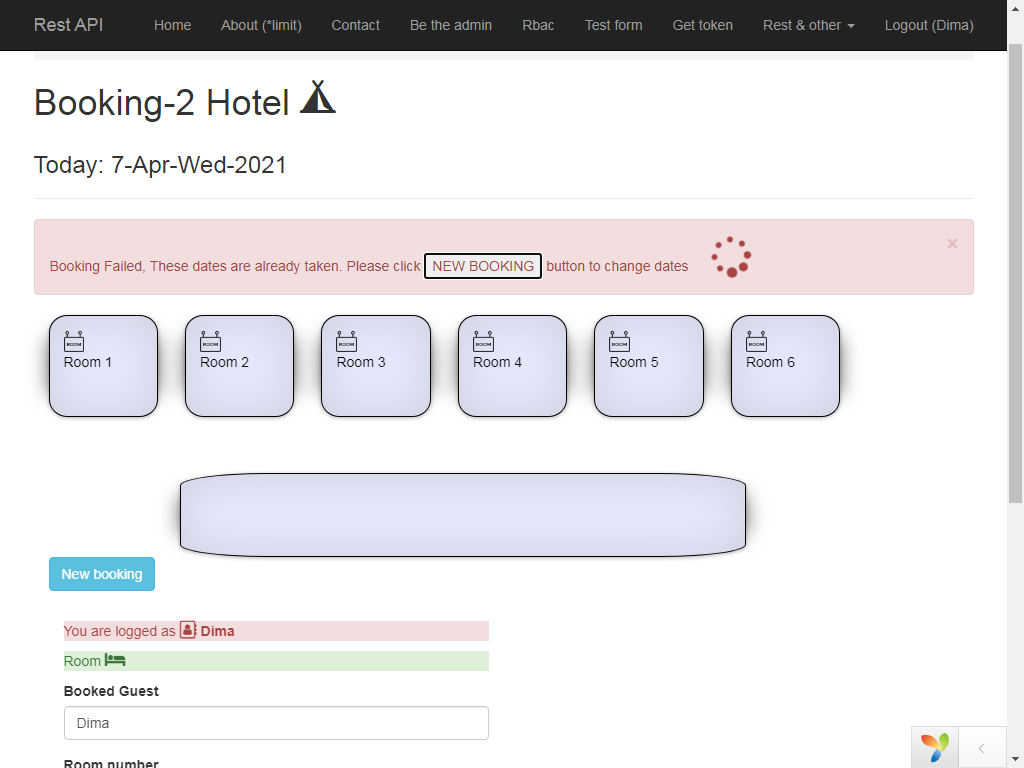 Rest API Home About (*limit) Contact Be the admin Rbac Test form Get token Rest & other Logout (Dima)
Booking-2 Hotel
Today: 7-Apr-Wed-2021
×
Booking Failed, These dates are already taken. Please click NEW BOOKING button to change dates
ROOM ROOM ROOM ROOM ROOM ROOM
Room 1 Room 2 Room 3 Room 4 Room 5 Room 6
New booking
You are logged as Dima
Room
Booked Guest
Dima
Room number